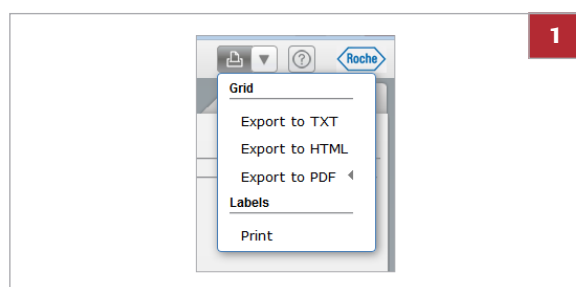 1
Roche
Grid
Export to TXT
Export to HTML
Export to PDF
Labels
Print